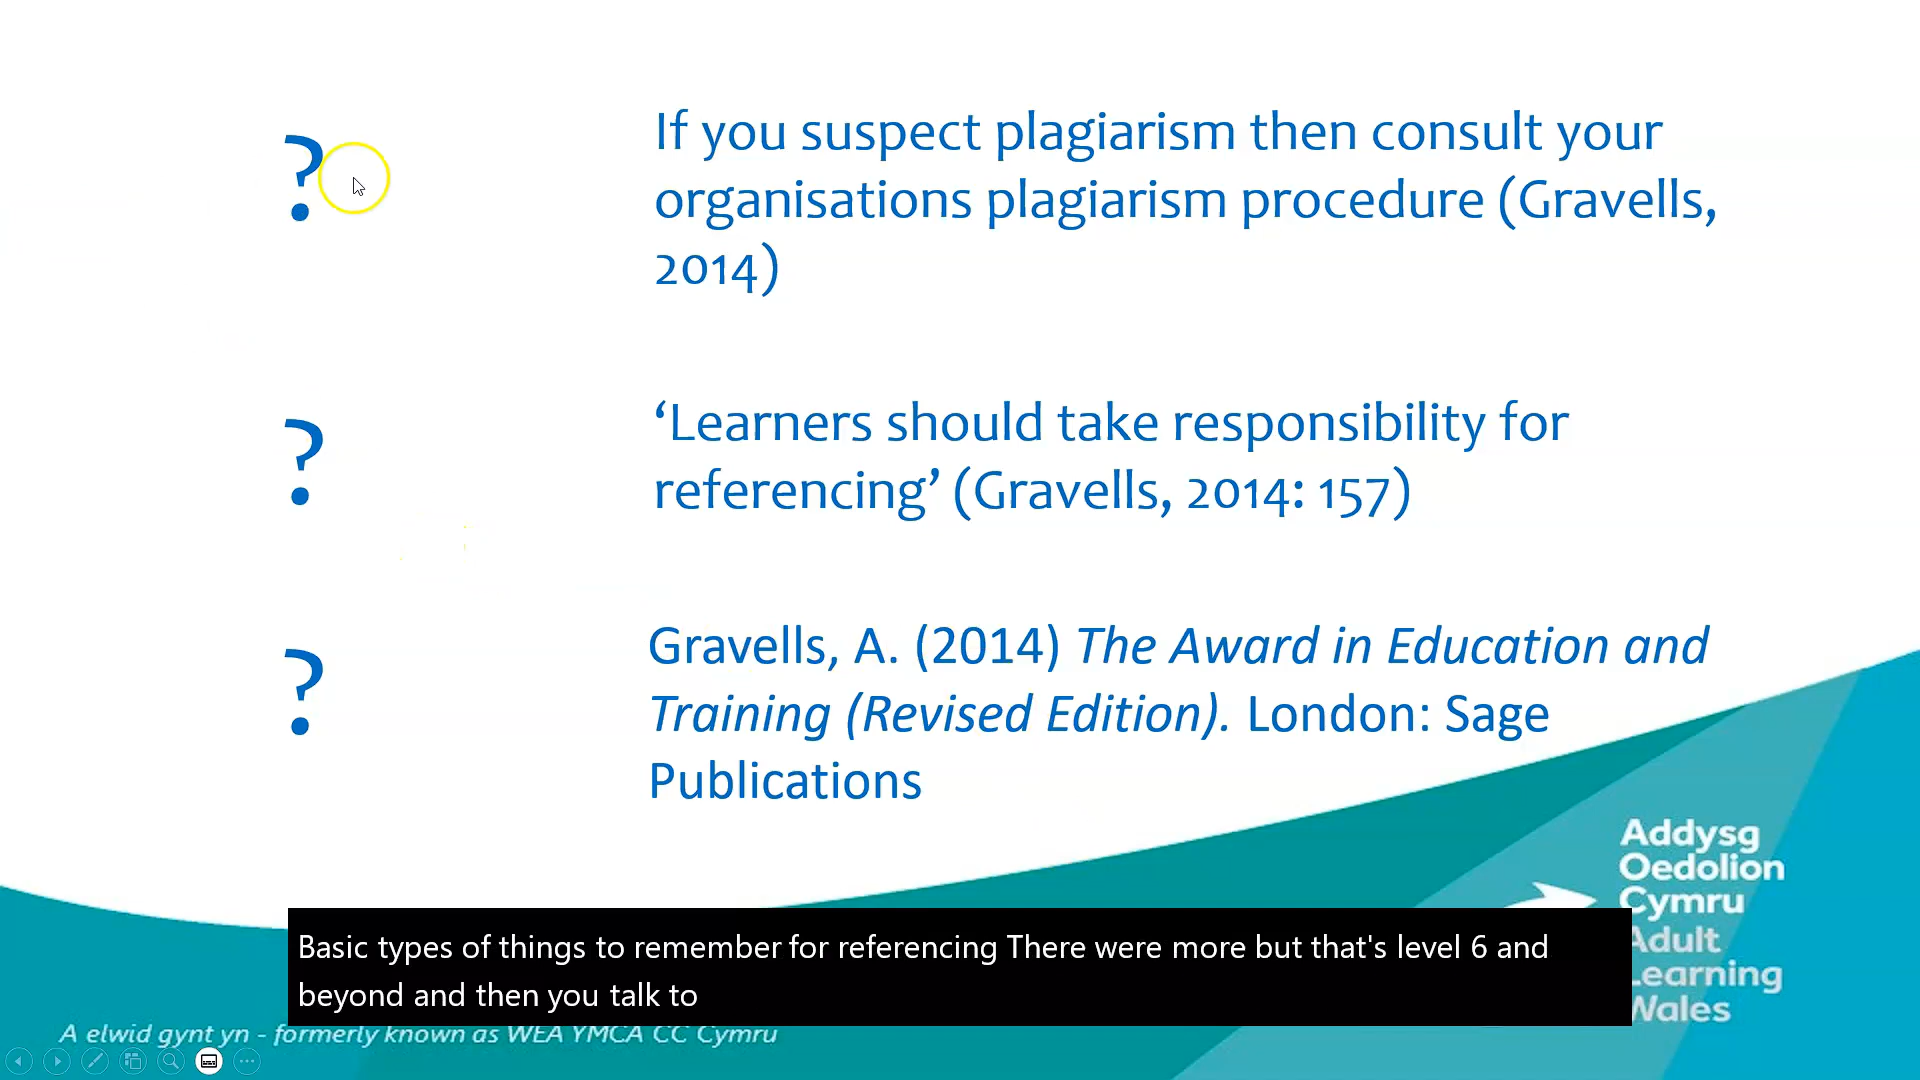 ?
If you suspect plagiarism then consult your
organisations plagiarism procedure (Gravells,
2014)
?
‘Learners should take responsibility for
referencing’ (Gravells, 2014: 157)
?
Gravells, A. (2014) The Award in Education and
Training (Revised Edition). London: Sage
Publications
Addysg
Oedolion
Cymru
Adult
Learning
Wales
Basic types of things to remember for referencing There were more but that's level 6 and
beyond and then you talk to
A elwid gynt yn - formerly known as WEA YMCA CC Cymru